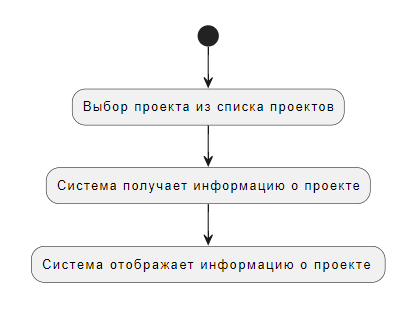 Выбор проекта из списка проектов
Система получает информацию о проекте
Система отображает информацию о проекте